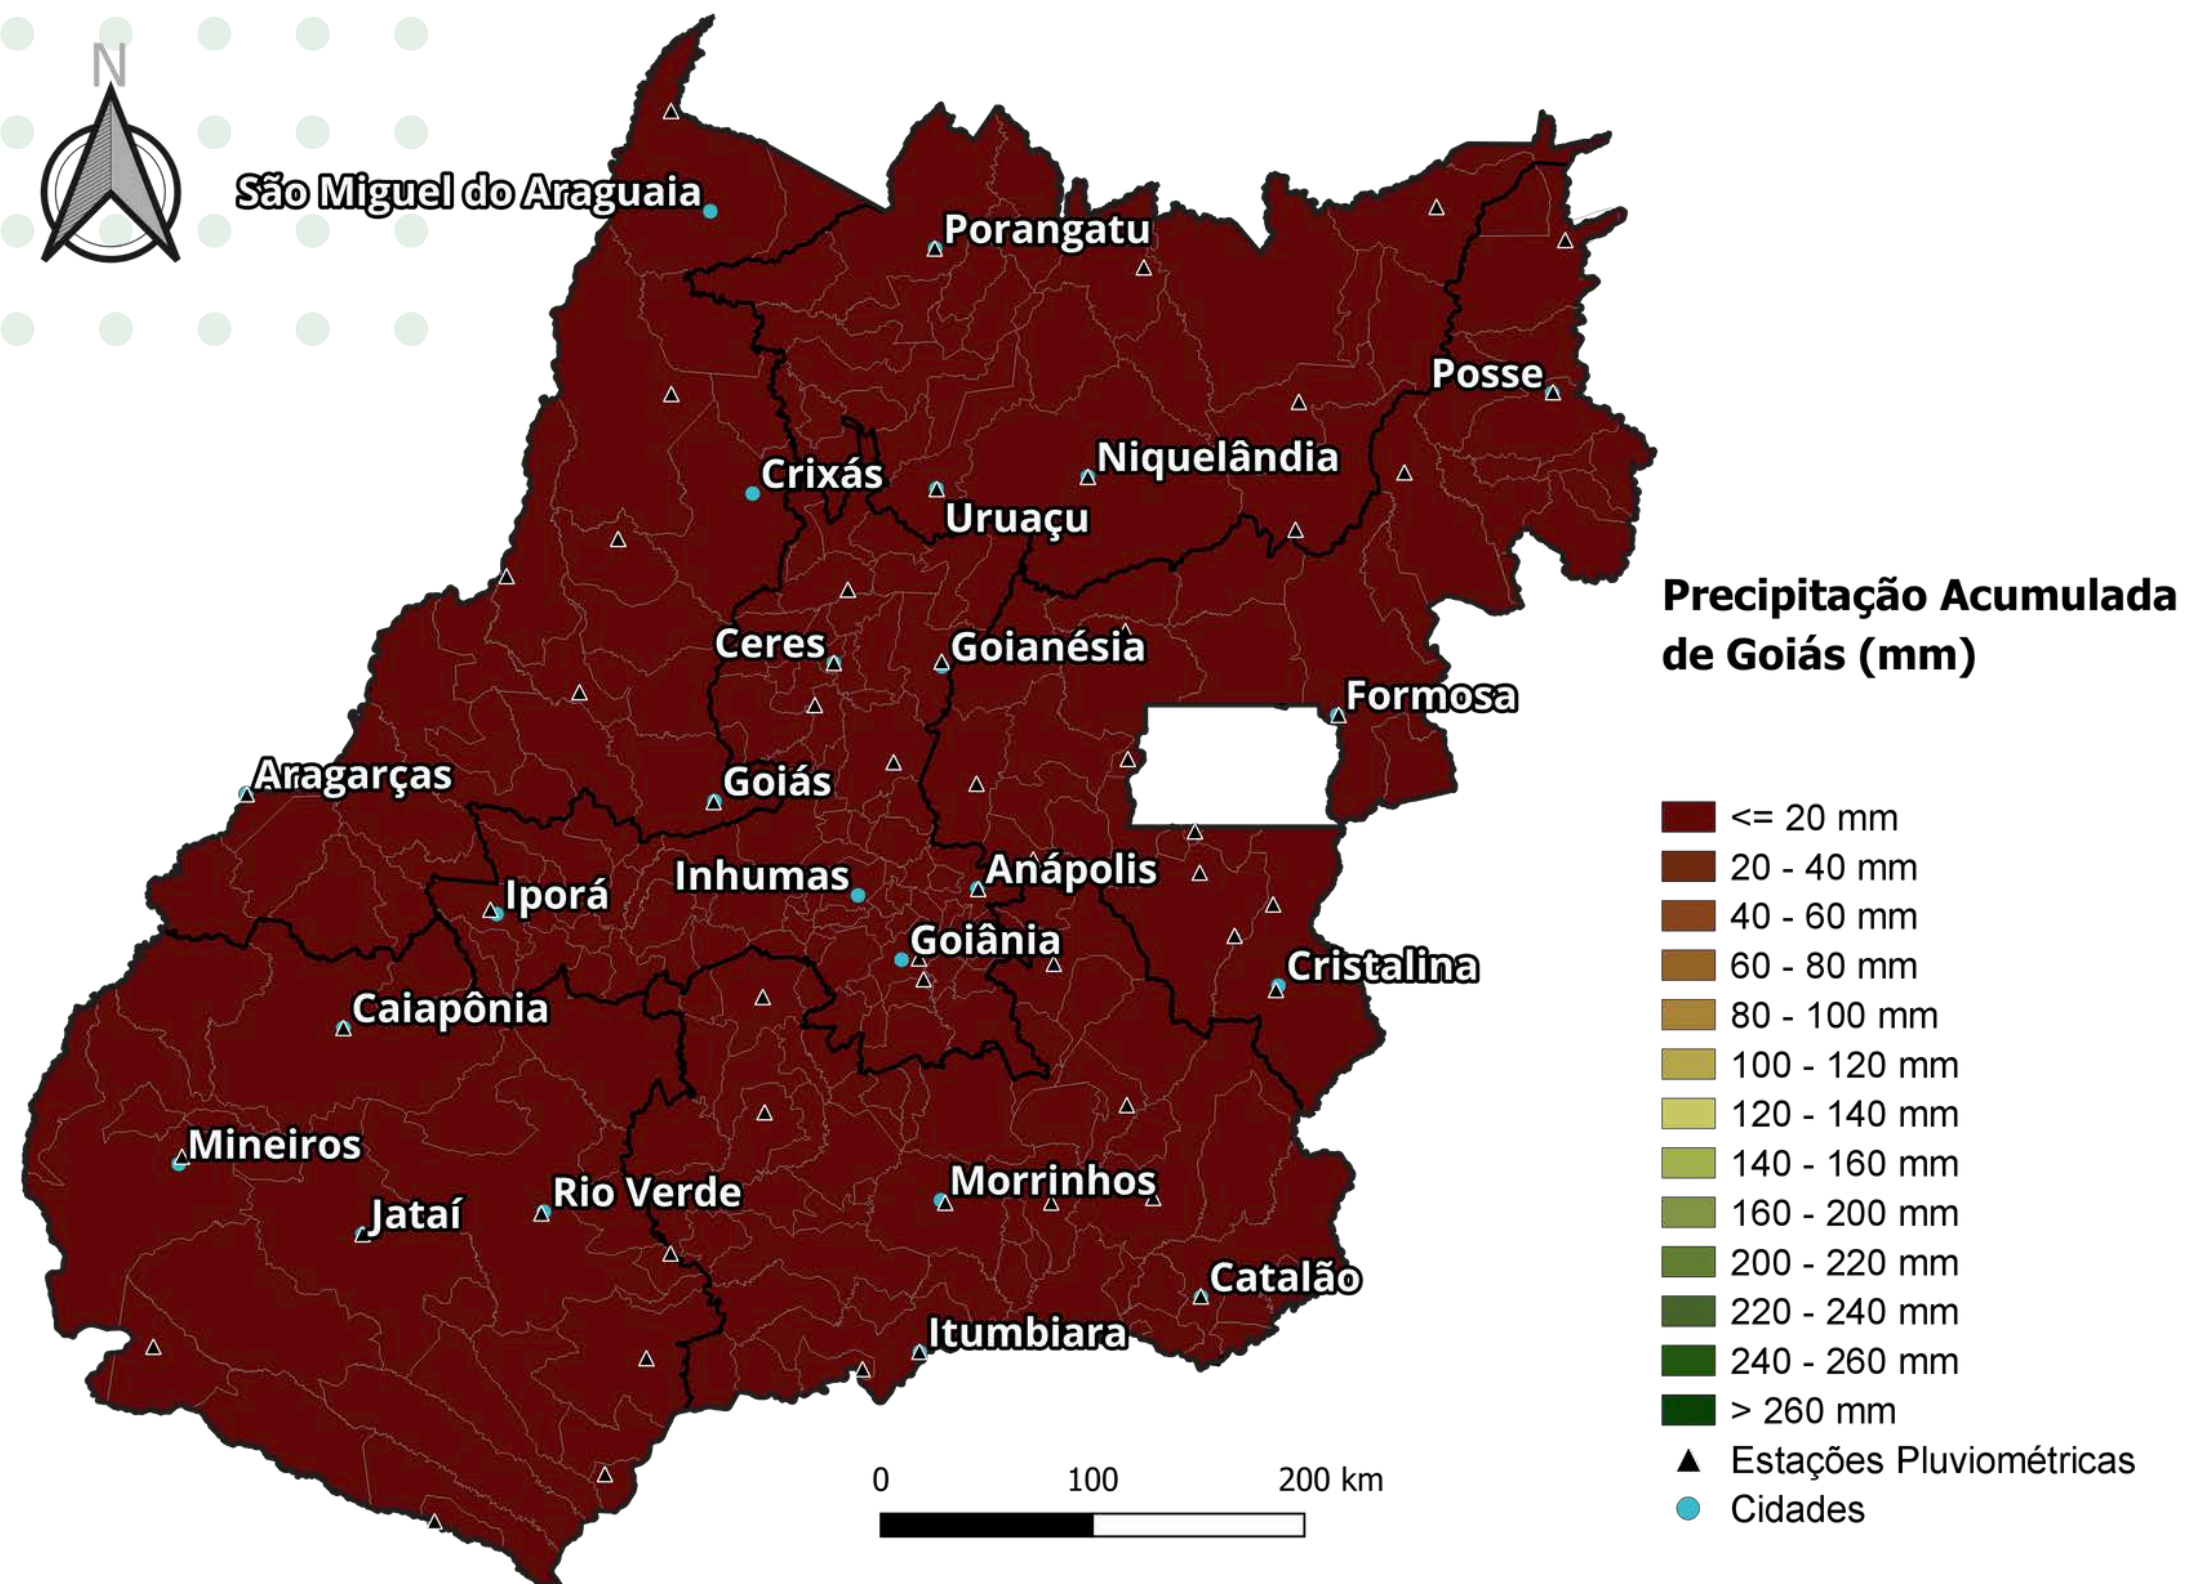 N
São Miguel do Araguaia
Porangatu
Posse
Niquelândia
Crixás
Uruaçu
Ceres
Goianésia
Formosa
Aragarças
Goiás
Inhumas
Anápolis
Iporá
Goiânia
Cristalina
Caiapônia
Mineiros
Morrinhos
Rio Verde
Jataí
Catalão
Itumbiara
0 100 200 km
Precipitação Acumulada
de Goiás (mm)
<= 20 mm
20 - 40 mm
40 - 60 mm
60 - 80 mm
80 - 100 mm
100 - 120 mm
120 - 140 mm
140 - 160 mm
160 - 200 mm
200 - 220 mm
220 - 240 mm
240 - 260 mm
> 260 mm
Estações Pluviométricas
Cidades